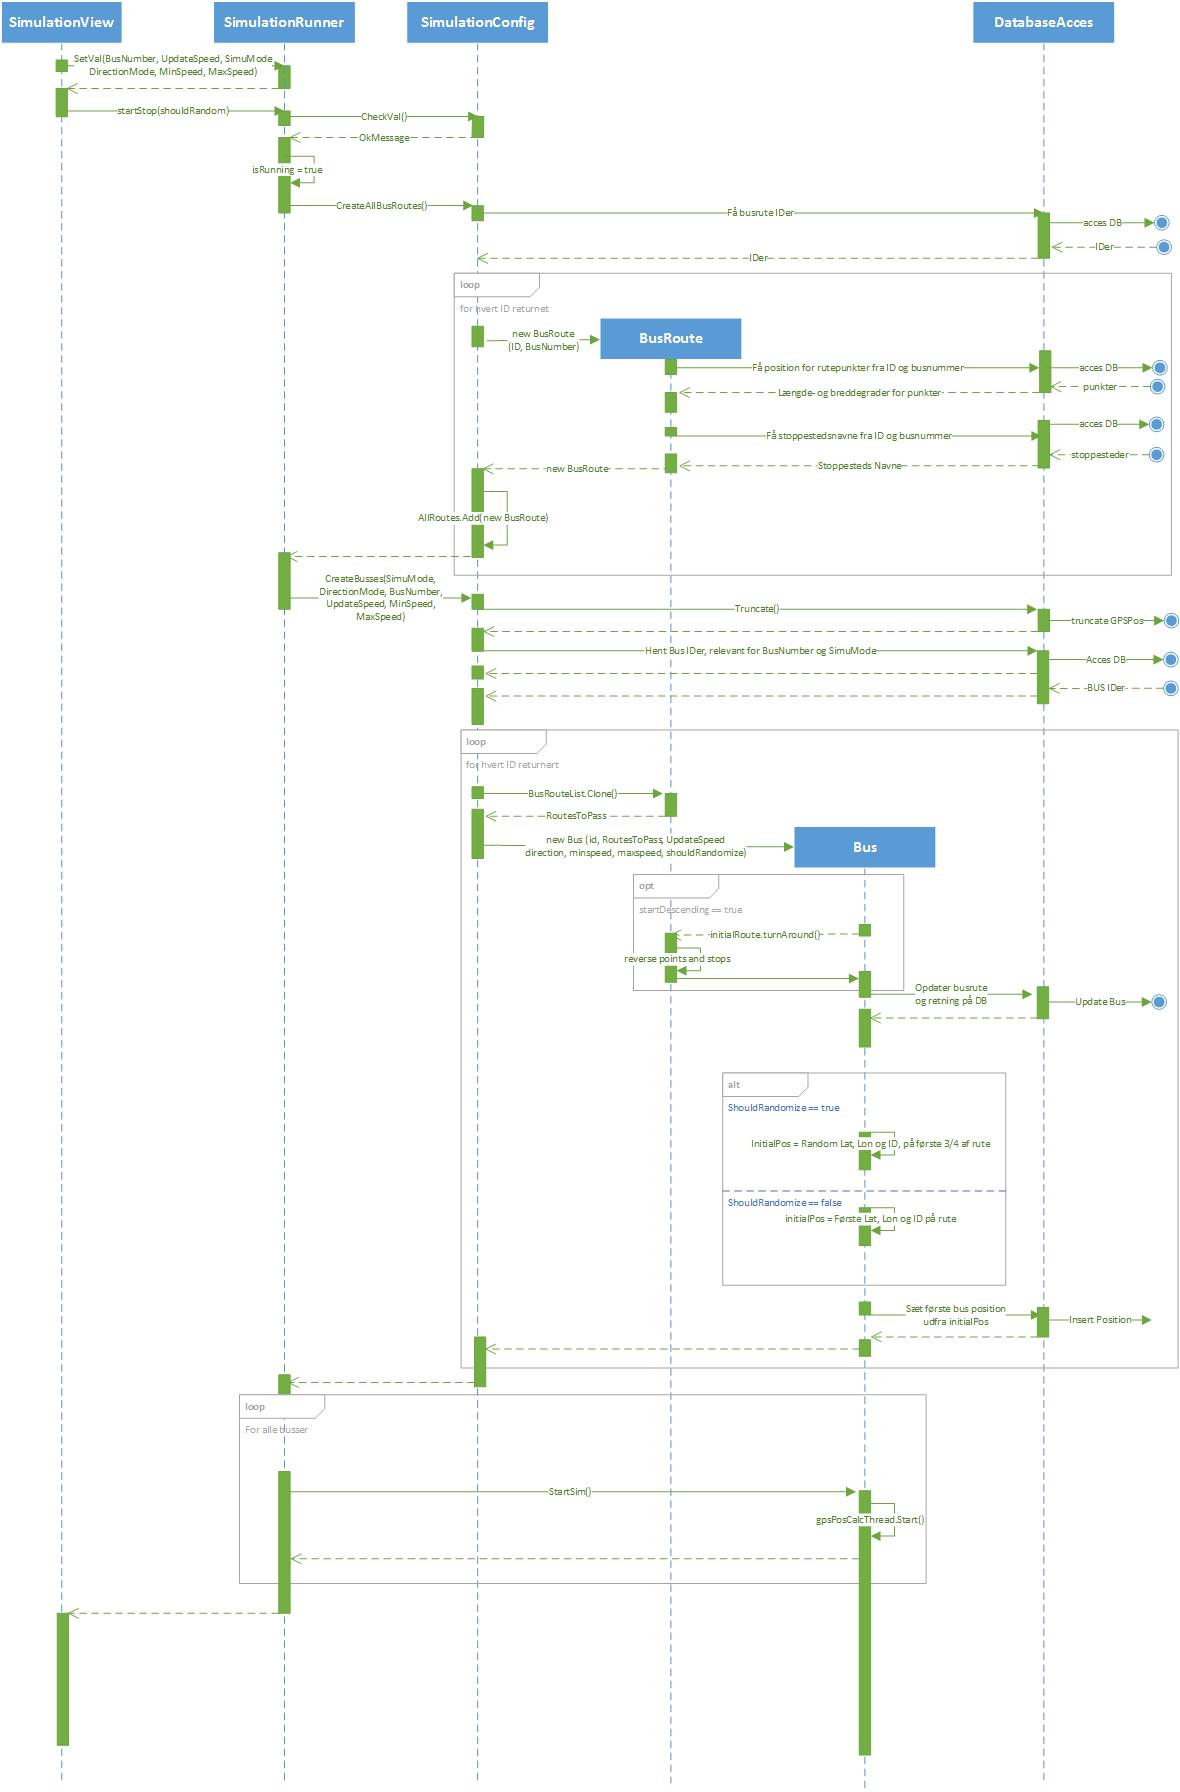 SimulationView
SimulationRunner
SimulationConfig
DatabaseAcces
SetVal(BusNumber, UpdateSpeed, SimuMode
DirectionMode, MinSpeed, MaxSpeed)
startStop(shouldRandom)
CheckVal()
OkMessage
isRunning = true
CreateAllBusRoutes()
Få busrute IDer
acces DB
IDer
IDer
loop
for hvert ID returnet
new BusRoute
(ID, BusNumber)
BusRoute
Få position for rutepunkter fra ID og busnummer
acces DB
punkter
Længde- og breddegrader for punkter
acces DB
Få stoppestedsnavne fra ID og busnummer
stoppesteder
Stoppesteds Navne
new BusRoute
AllRoutes.Add(new BusRoute)
CreateBusses(SimuMode,
DirectionMode, BusNumber,
UpdateSpeed, MinSpeed,
MaxSpeed)
Truncate()
truncate GPSPos
Hent Bus IDer, relevant for BusNumber og SimuMode
Acces DB
BUS IDer
loop
for hvert ID returnert
BusRouteList.Clone()
RoutesToPass
new Bus (id, RoutesToPass, UpdateSpeed
direction, minspeed, maxspeed, shouldRandomize)
Bus
opt
startDescending == true
initialRoute.turnAround()
reverse points and stops
Opdater busrute
og retning på DB
Update Bus
alt
ShouldRandomize == true
InitialPos = Random Lat, Lon og ID, på første 3/4 af rute
ShouldRandomize == false
initialPos = Første Lat, Lon og ID på rute
Sæt første bus position
udfra initialPos
Insert Position
loop
For alle busser
StartSim()
gpsPosCalcThread.Start()